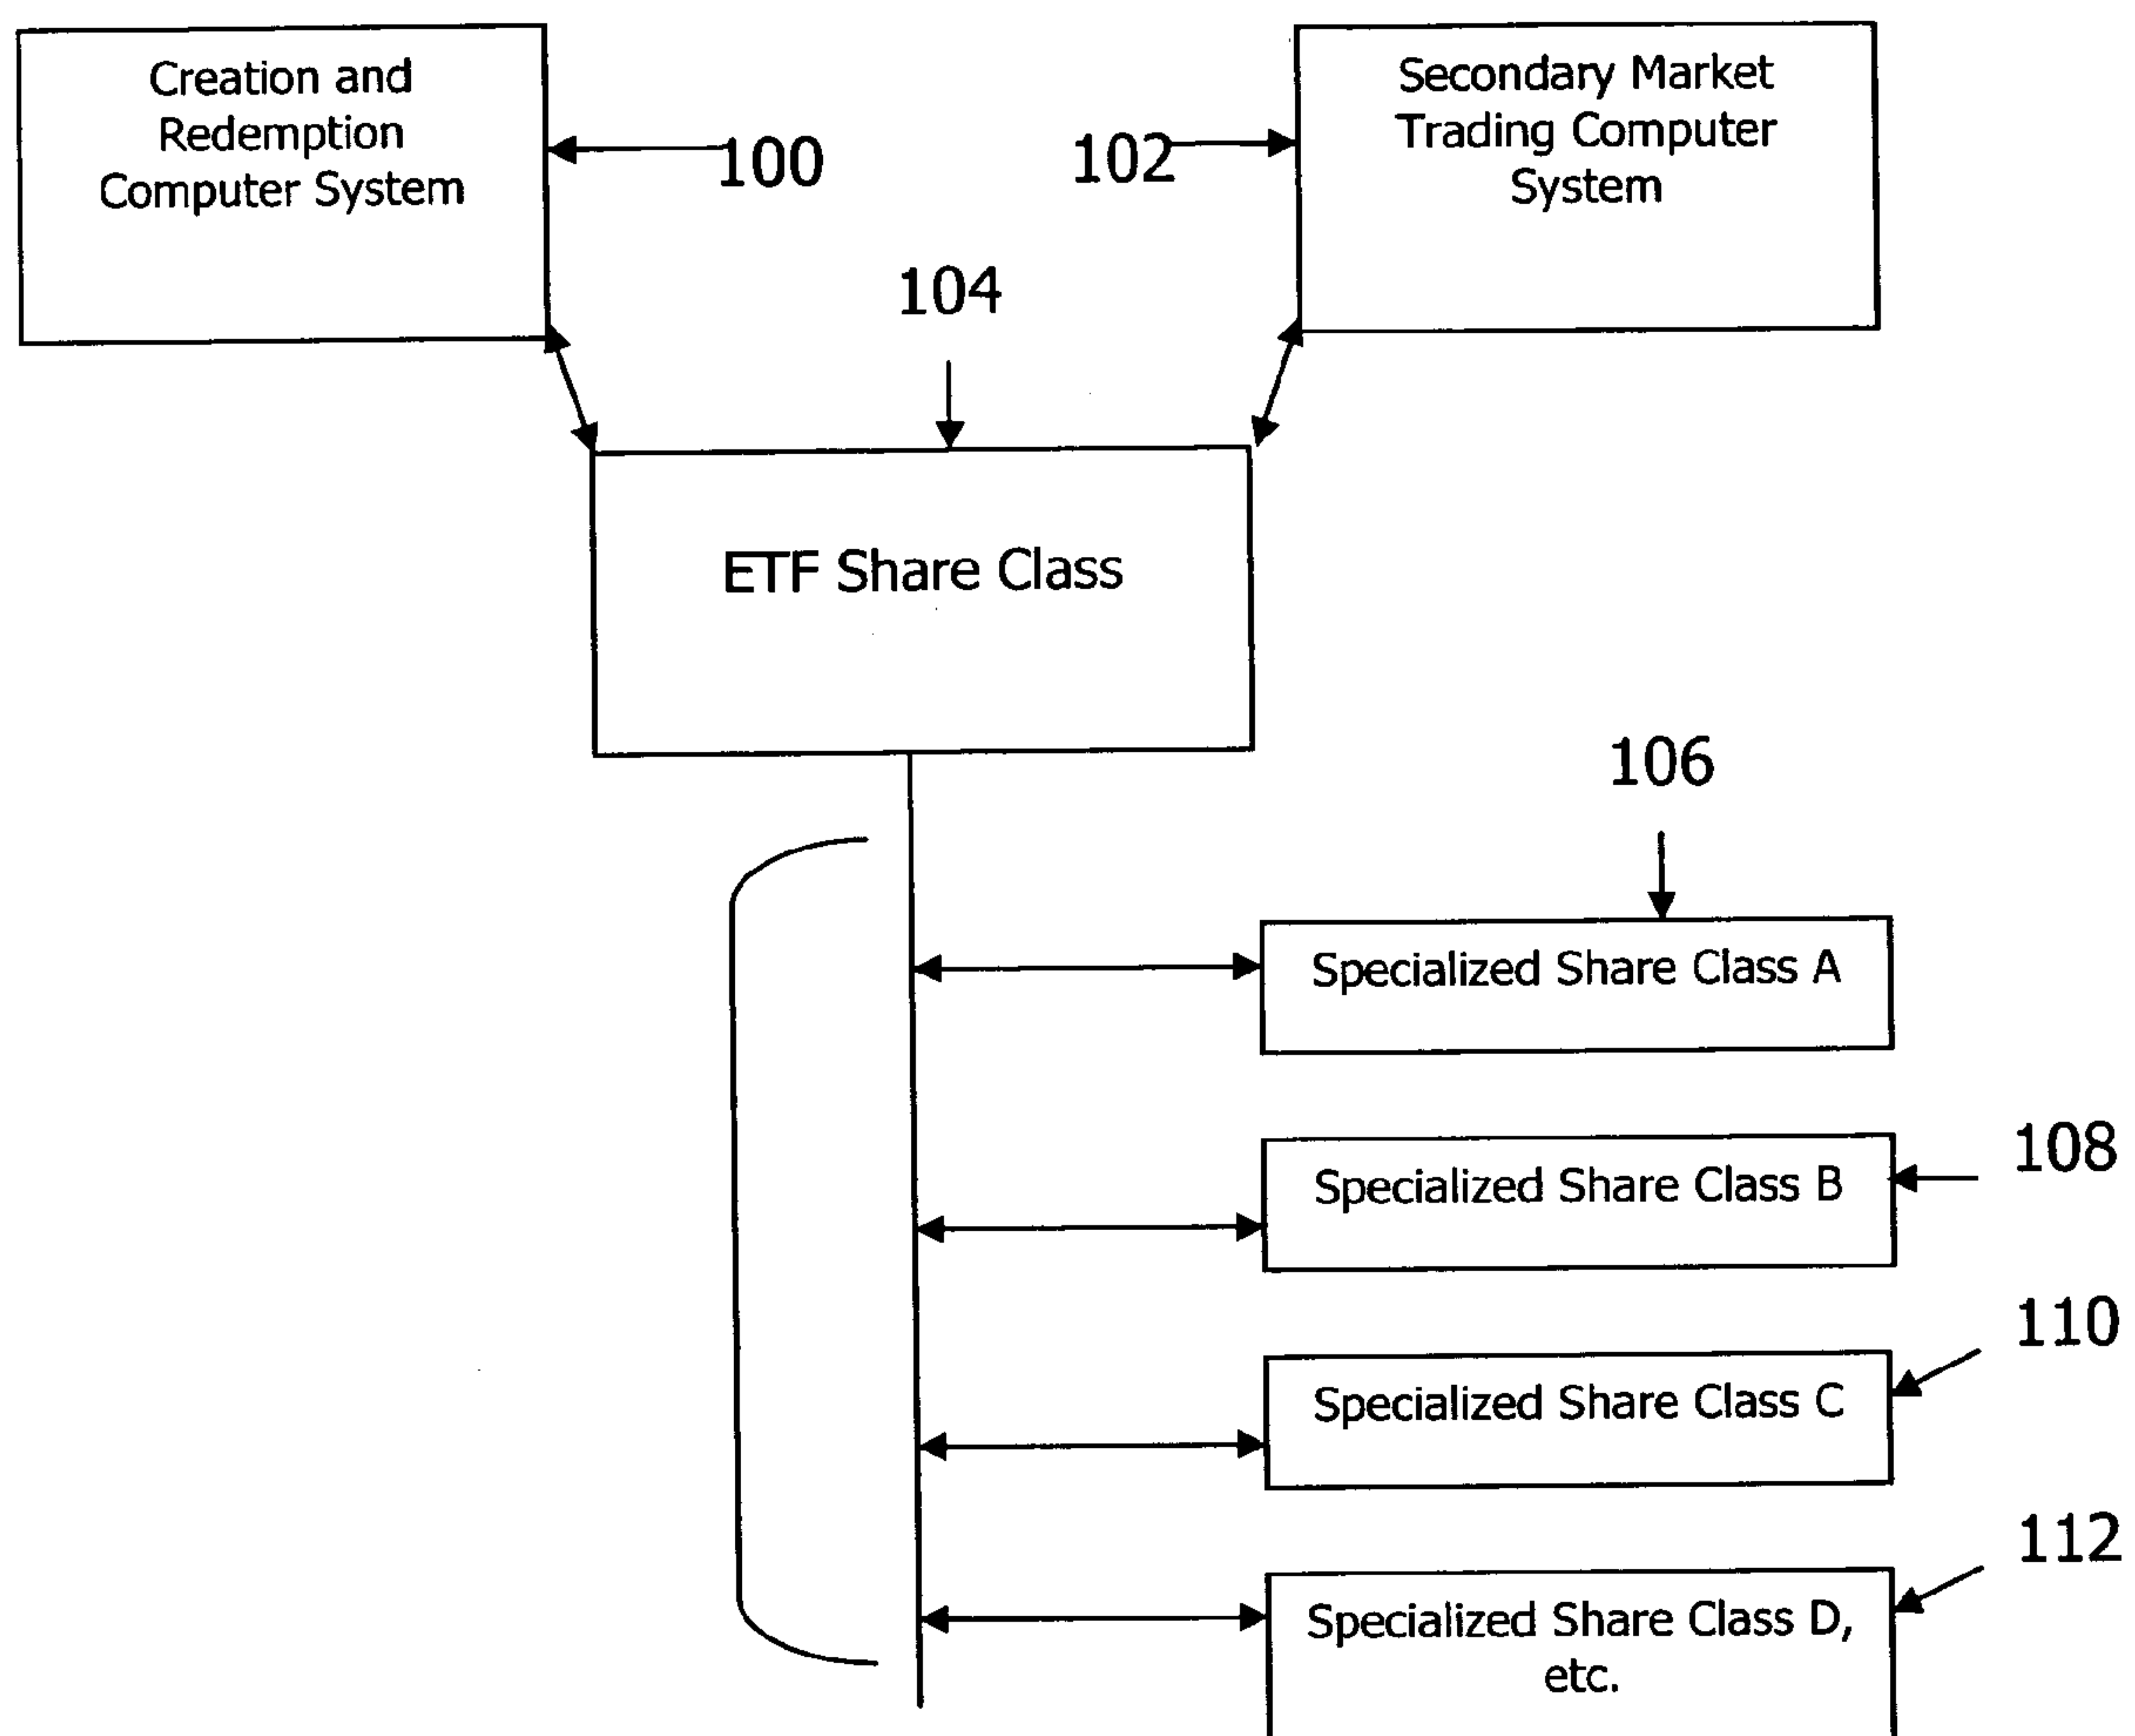 Creation and
Redemption
Computer System
100
102
Secondary Market
Trading Computer
System
104
ETF Share Class
106
Specialized Share Class A
108
Specialized Share Class B
110
Specialized Share Class C
112
Specialized Share Class D,
etc.